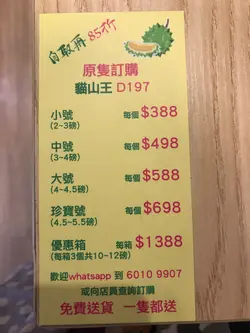 自取再85折
原隻訂購
貓山王 D197
小號 每個 $388
(2~3磅)
中號 每個 $498
(3~4磅)
大號 每個 $588
(4~4.5磅)
珍寶號 每個 $698
(4.5~5.5磅)
優惠箱 每箱 $1388
(每箱3個共10~12磅)
歡迎whatsapp 到 6010 9907
或向店員查詢訂購
免費送貨 一隻都送